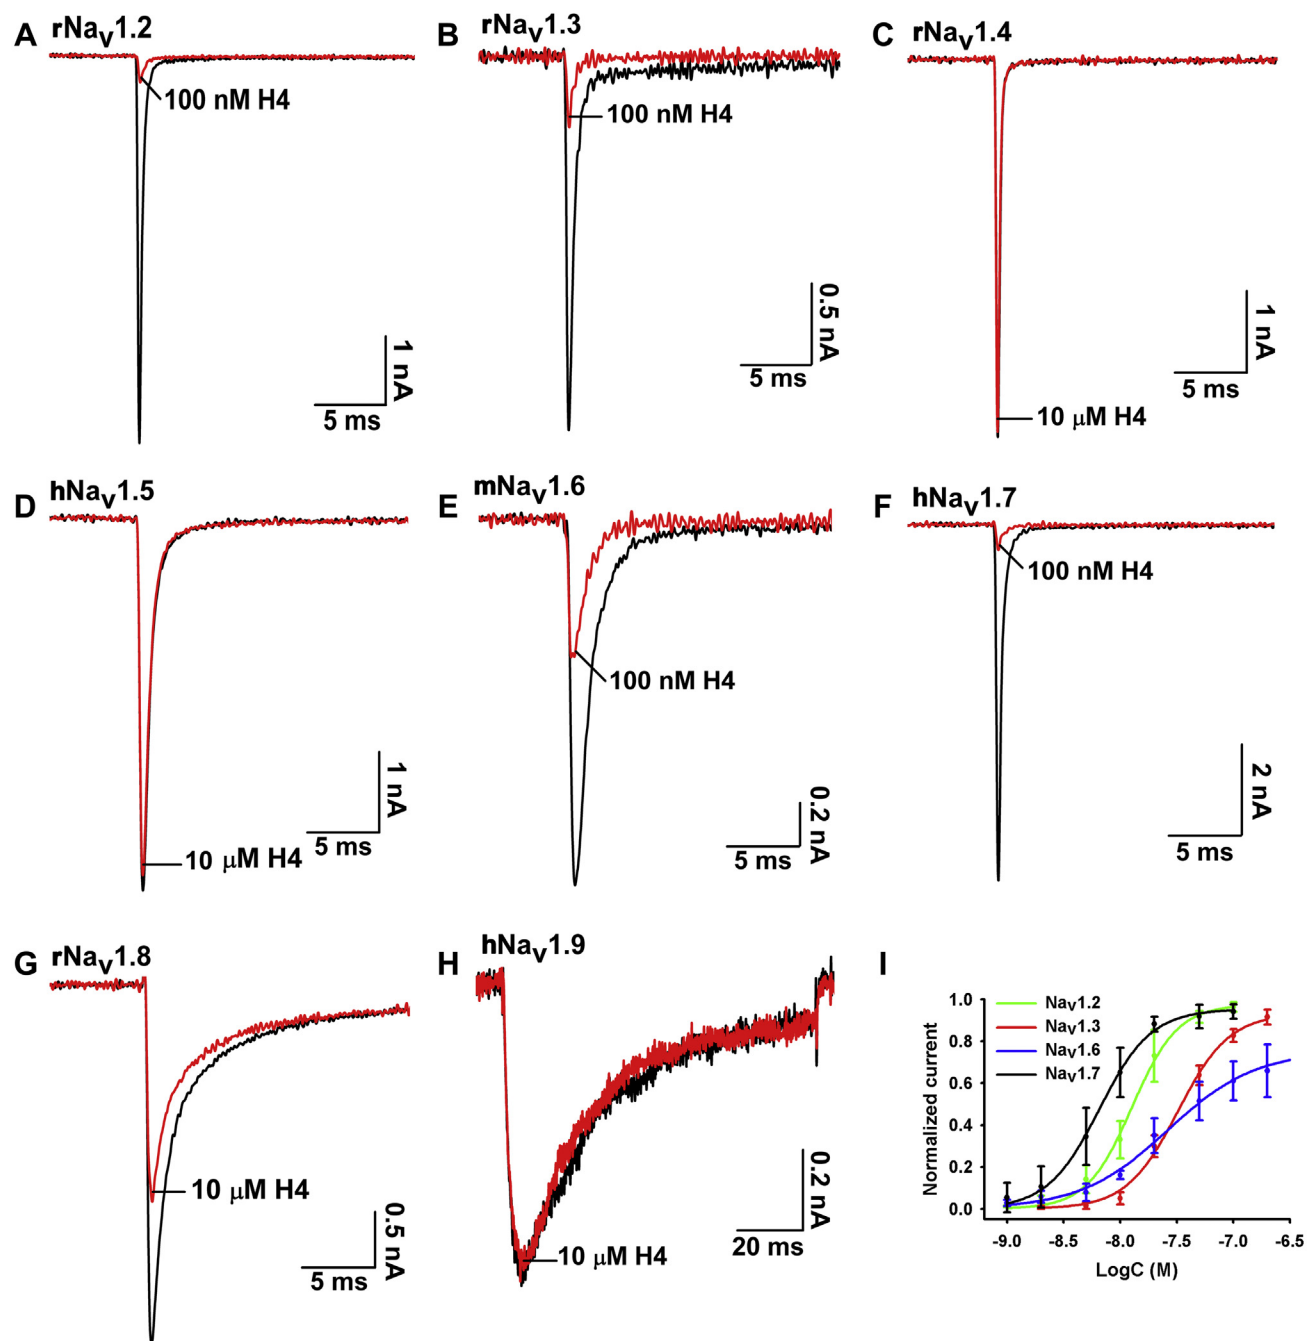 A rNaV1.2
100 nM H4
1 nA
5 ms
B rNaV1.3
100 nM H4
0.5 nA
5 ms
C rNaV1.4
10 μM H4
1 nA
5 ms
D hNaV1.5
10 μM H4
1 nA
5 ms
E mNaV1.6
100 nM H4
0.2 nA
5 ms
F hNaV1.7
100 nM H4
2 nA
5 ms
G rNaV1.8
10 μM H4
0.5 nA
5 ms
H hNaV1.9
10 μM H4
0.2 nA
20 ms
I
NaV1.2
NaV1.3
NaV1.6
NaV1.7
Normalized current
1.0
0.8
0.6
0.4
0.2
0.0
-9.0 -8.5 -8.0 -7.5 -7.0 -6.5
LogC (M)